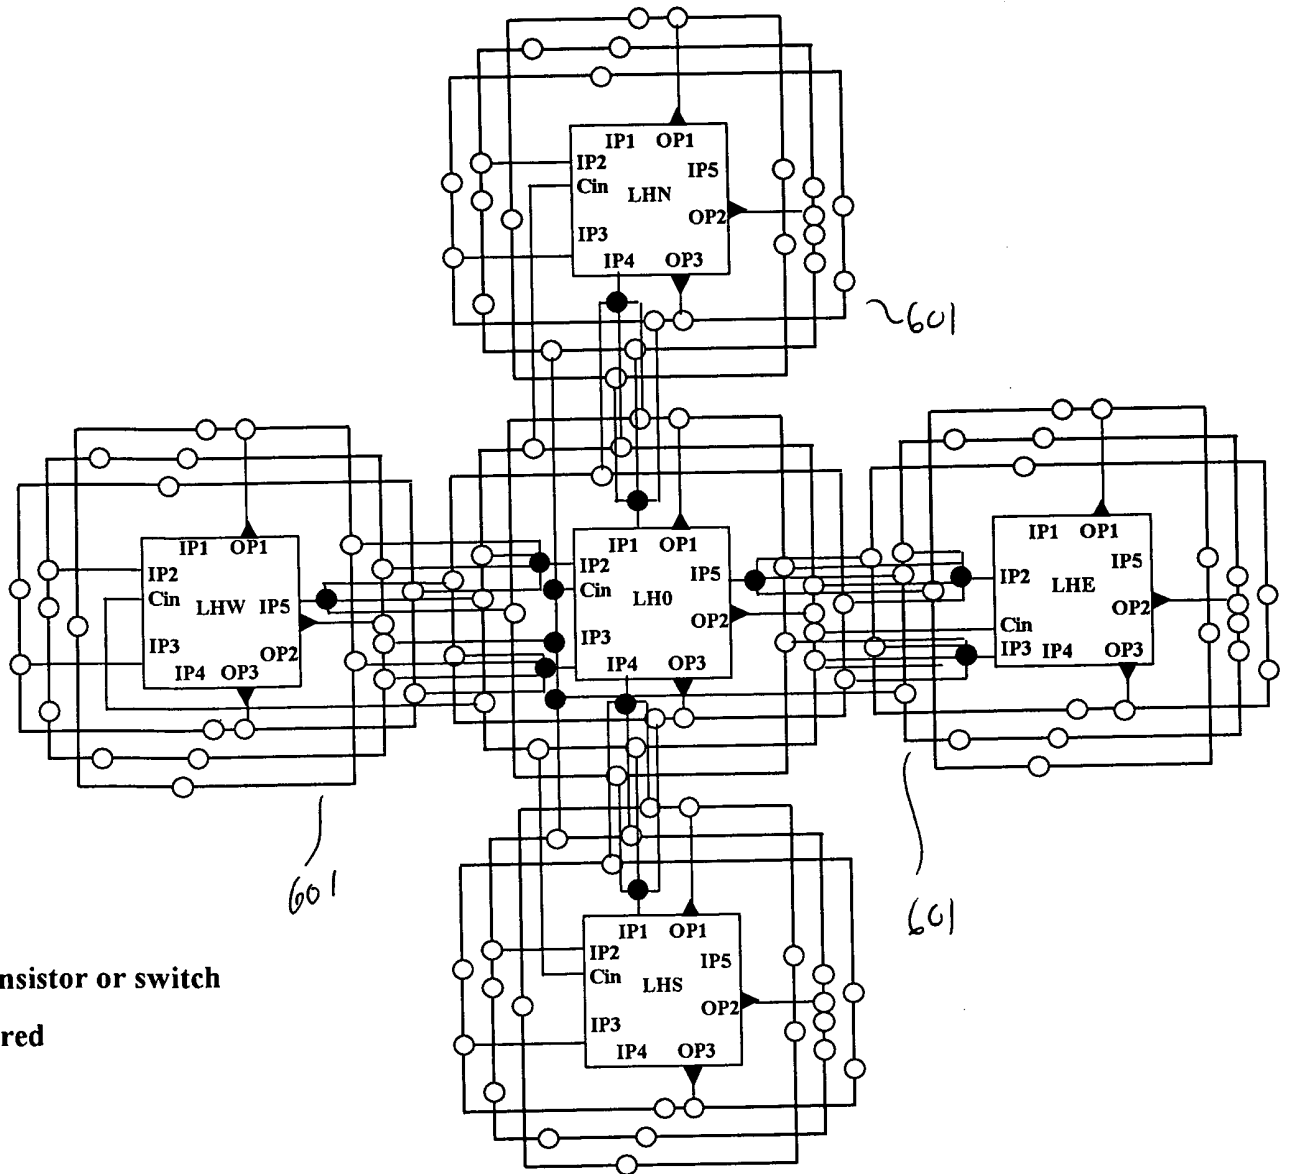 IP1 OP1
IP2
IP5
Cin
LHN
OP2
IP3
IP4 OP3
601
IP1 OP1
IP2
Cin
LHW IP5
IP3
OP2
IP4 OP3
IP1 OP1
IP2
IP5
Cin
LH0
OP2
IP3
IP4 OP3
IP1 OP1
IP5
IP2
LHE
OP2
Cin
IP3 IP4 OP3
601
601
IP1 OP1
IP2
IP5
Cin
LHS
OP2
IP3
IP4 OP3
nsistor or switch
red